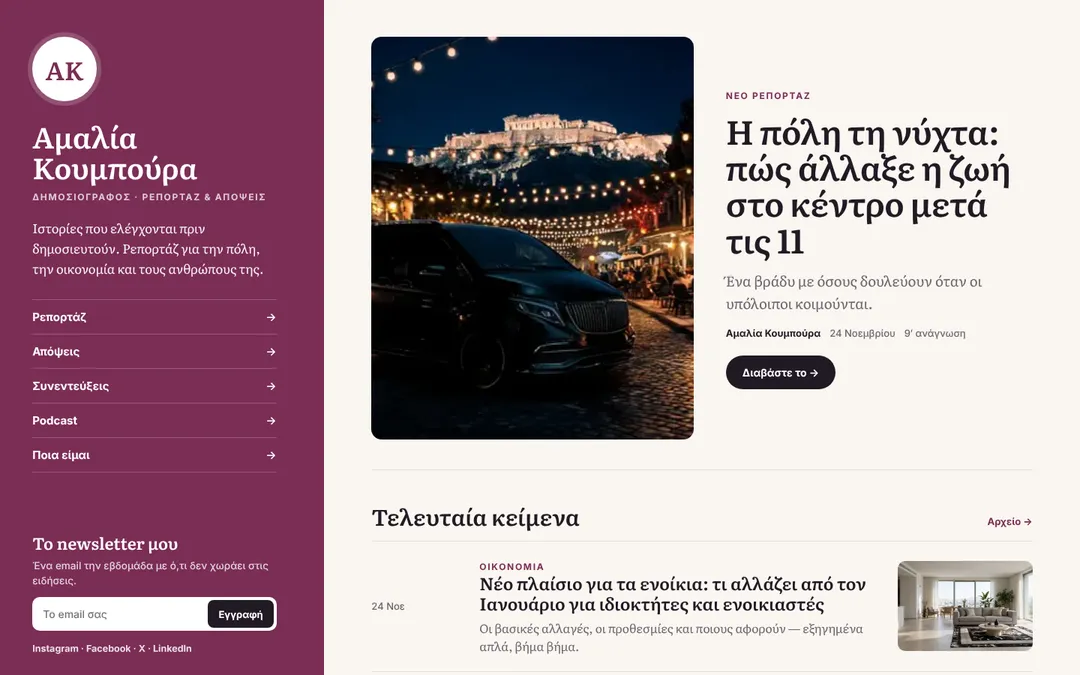 AK
Αμαλία
Κουμπούρα
ΔΗΜΟΣΙΟΓΡΑΦΟΣ · ΡΕΠΟΡΤΑΖ & ΑΠΟΨΕΙΣ
Ιστορίες που ελέγχονται πριν
δημοσιευτούν. Ρεπορτάζ για την πόλη,
την οικονομία και τους ανθρώπους της.
Ρεπορτάζ →
Απόψεις →
Συνεντεύξεις →
Podcast →
Ποια είμαι →
Το newsletter μου
Ένα email την εβδομάδα με ό,τι δεν χωράει στις
ειδήσεις.
Το email σας
Εγγραφή
Instagram · Facebook · X · LinkedIn
ΝΕΟ ΡΕΠΟΡΤΑΖ
Η πόλη τη νύχτα:
πώς άλλαξε η ζωή
στο κέντρο μετά
τις 11
Ένα βράδυ με όσους δουλεύουν όταν οι
υπόλοιποι κοιμούνται.
Αμαλία Κουμπούρα 24 Νοεμβρίου 9′ ανάγνωση
Διαβάστε το →
Τελευταία κείμενα
Αρχείο →
24 Νοε
ΟΙΚΟΝΟΜΙΑ
Νέο πλαίσιο για τα ενοίκια: τι αλλάζει από τον
Ιανουάριο για ιδιοκτήτες και ενοικιαστές
Οι βασικές αλλαγές, οι προθεσμίες και ποιους αφορούν — εξηγημένα
απλά, βήμα βήμα.